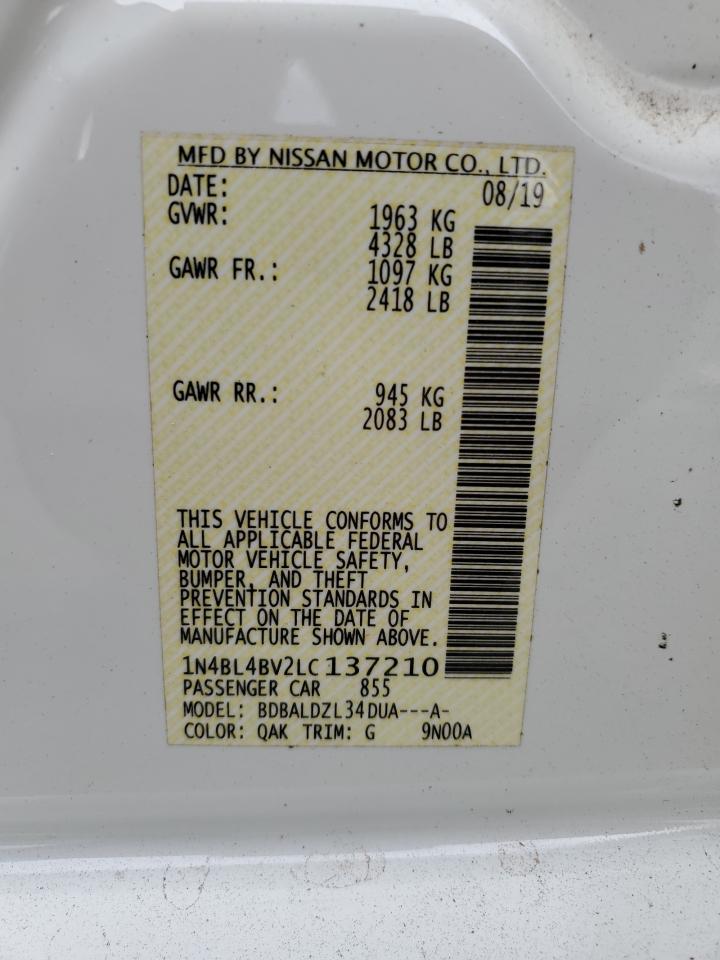 MFD BY NISSAN MOTOR CO., LTD.
DATE: 08/19
GVWR: 1963 KG
4328 LB
GAWR FR.: 1097 KG
2418 LB
GAWR RR.: 945 KG
2083 LB
THIS VEHICLE CONFORMS TO
ALL APPLICABLE FEDERAL
MOTOR VEHICLE SAFETY,
BUMPER, AND THEFT
PREVENTION STANDARDS IN
EFFECT ON THE DATE OF
MANUFACTURE SHOWN ABOVE.
1N4BL4BV2LC137210
PASSENGER CAR 855
MODEL: BDBALDZL34DUA---A-
COLOR: QAK TRIM: G 9N00A